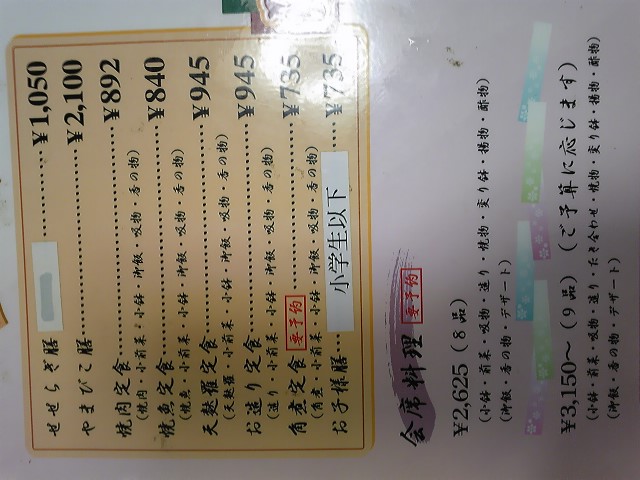 せせらぎ膳 ¥1,050
やまびこ膳 ¥2,100
焼肉定食 ¥892
(焼肉・小前菜・小鉢・御飯・吸物・香の物)
焼魚定食 ¥840
(焼魚・小前菜・小鉢・御飯・吸物・香の物)
天麩羅定食 ¥945
(天麩羅・小前菜・小鉢・御飯・吸物・香の物)
お造り定食 ¥945
(造り・小前菜・小鉢・御飯・吸物・香の物)
角煮定食 要予約 ¥735
(角煮・小前菜・小鉢・御飯・吸物・香の物)
お子様膳 小学生以下 ¥735
会席料理 要予約
¥2,625(8品)
(小鉢・前菜・吸物・造り・焼物・変り鉢・揚物・酢物)
(御飯・香の物・デザート)
¥3,150〜(9品)(ご予算に応じます)
(小鉢・前菜・吸物・造り・たき合わせ・焼物・変り鉢・揚物・酢物)
(御飯・香の物・デザート)